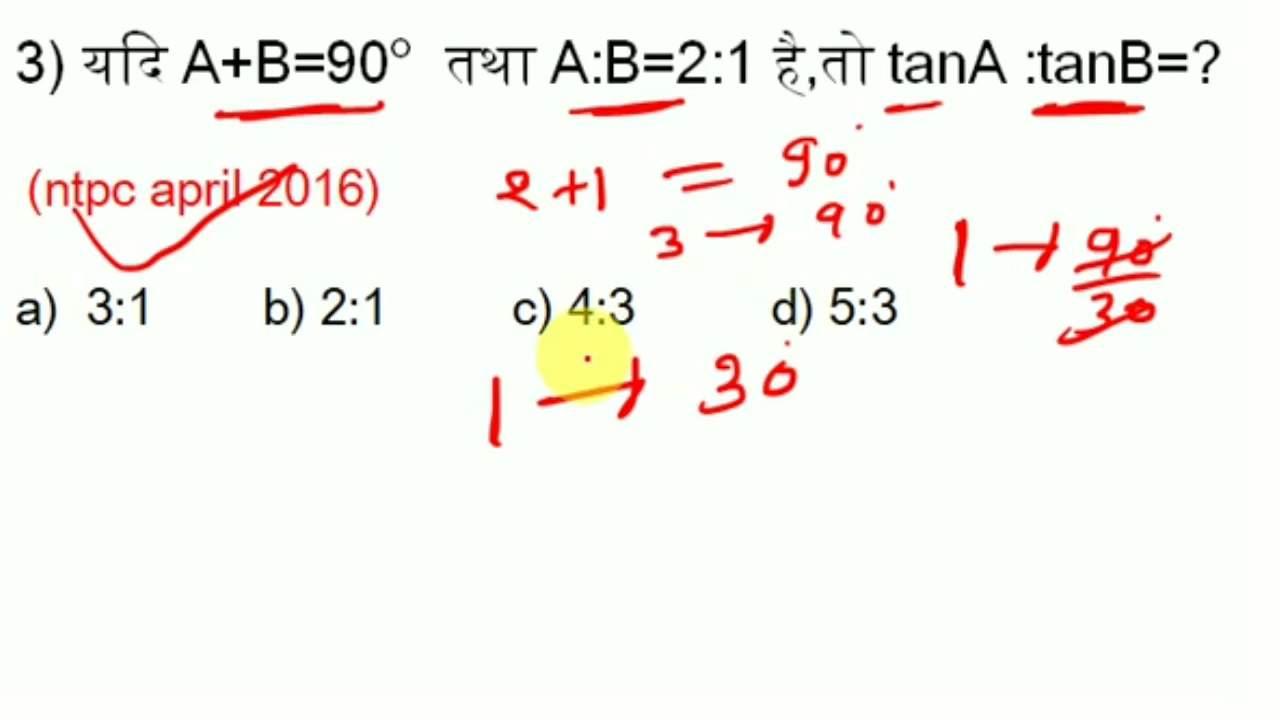 3) यदि A+B=90° तथा A:B=2:1 है,तो tanA :tanB=?
(ntpc april 2016)
2+1 = 90°
3 → 90°
1 → 90°
30
a) 3:1 b) 2:1 c) 4:3 d) 5:3
1 → 30°